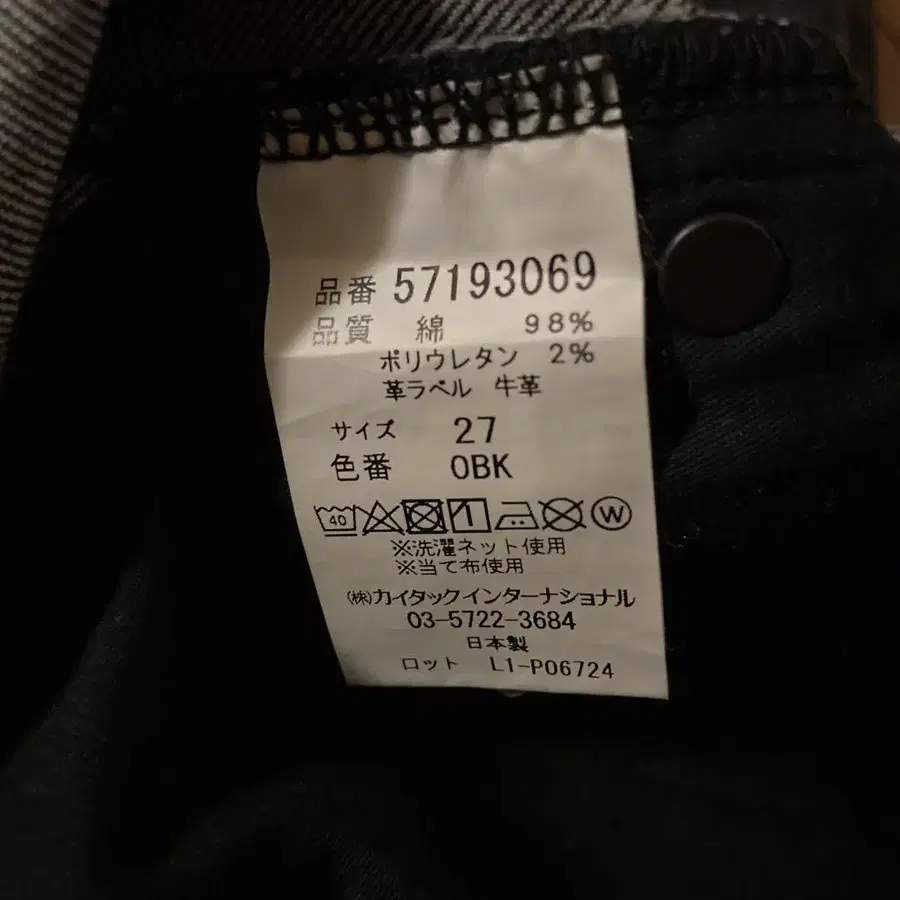 品番 57193069
品質 綿 98%
ポリウレタン 2%
革ラベル 牛革
サイズ 27
色番 0BK
40 W
※洗濯ネット使用
※当て布使用
㈱カイタックインターナショナル
03-5722-3684
日本製
ロット L1-P06724